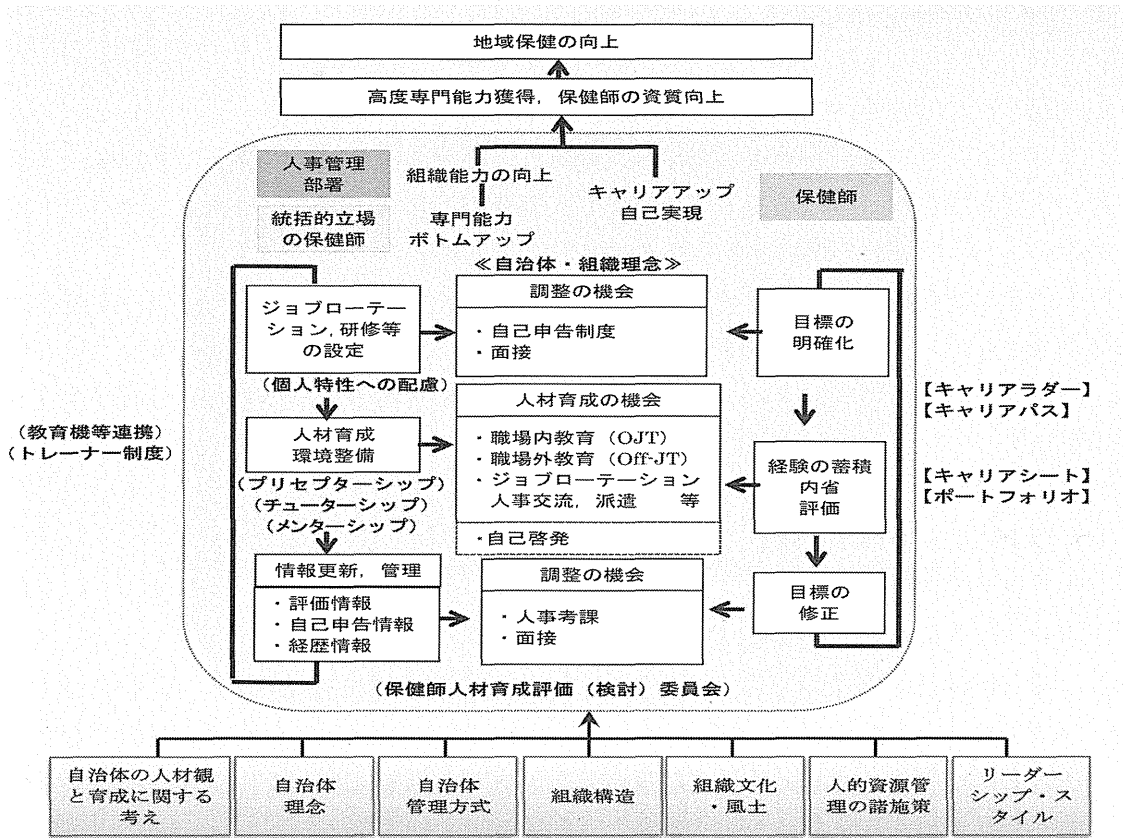 地域保健の向上
高度専門能力獲得，保健師の資質向上
人事管理
部署
統括的立場
の保健師
組織能力の向上
専門能力
ボトムアップ
キャリアアップ
自己実現
保健師
≪自治体・組織理念≫
ジョブローテー
ション,研修等
の設定
(個人特性への配慮)
調整の機会
・自己申告制度
・面接
目標の
明確化
(教育機等連携)
(トレーナー制度)
人材育成
環境整備
(プリセプターシップ)
(チューターシップ)
(メンターシップ)
人材育成の機会
・職場内教育（OJT）
・職場外教育（Off-JT）
・ジョブローテーション
人事交流，派遣　等
・自己啓発
経験の蓄積
内省
評価
【キャリアラダー】
【キャリアパス】
【キャリアシート】
【ポートフォリオ】
情報更新，管理
・評価情報
・自己申告情報
・経歴情報
調整の機会
・人事考課
・面接
目標の
修正
(保健師人材育成評価（検討）委員会)
自治体の人材観
と育成に関する
考え
自治体
理念
自治体
管理方式
組織構造
組織文化
・風土
人的資源管
理の諸施策
リーダー
シップ・ス
タイル